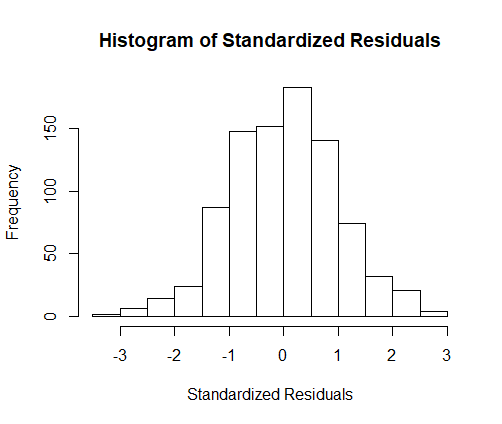 Histogram of Standardized Residuals
Frequency
150
100
50
0
-3 -2 -1 0 1 2 3
Standardized Residuals